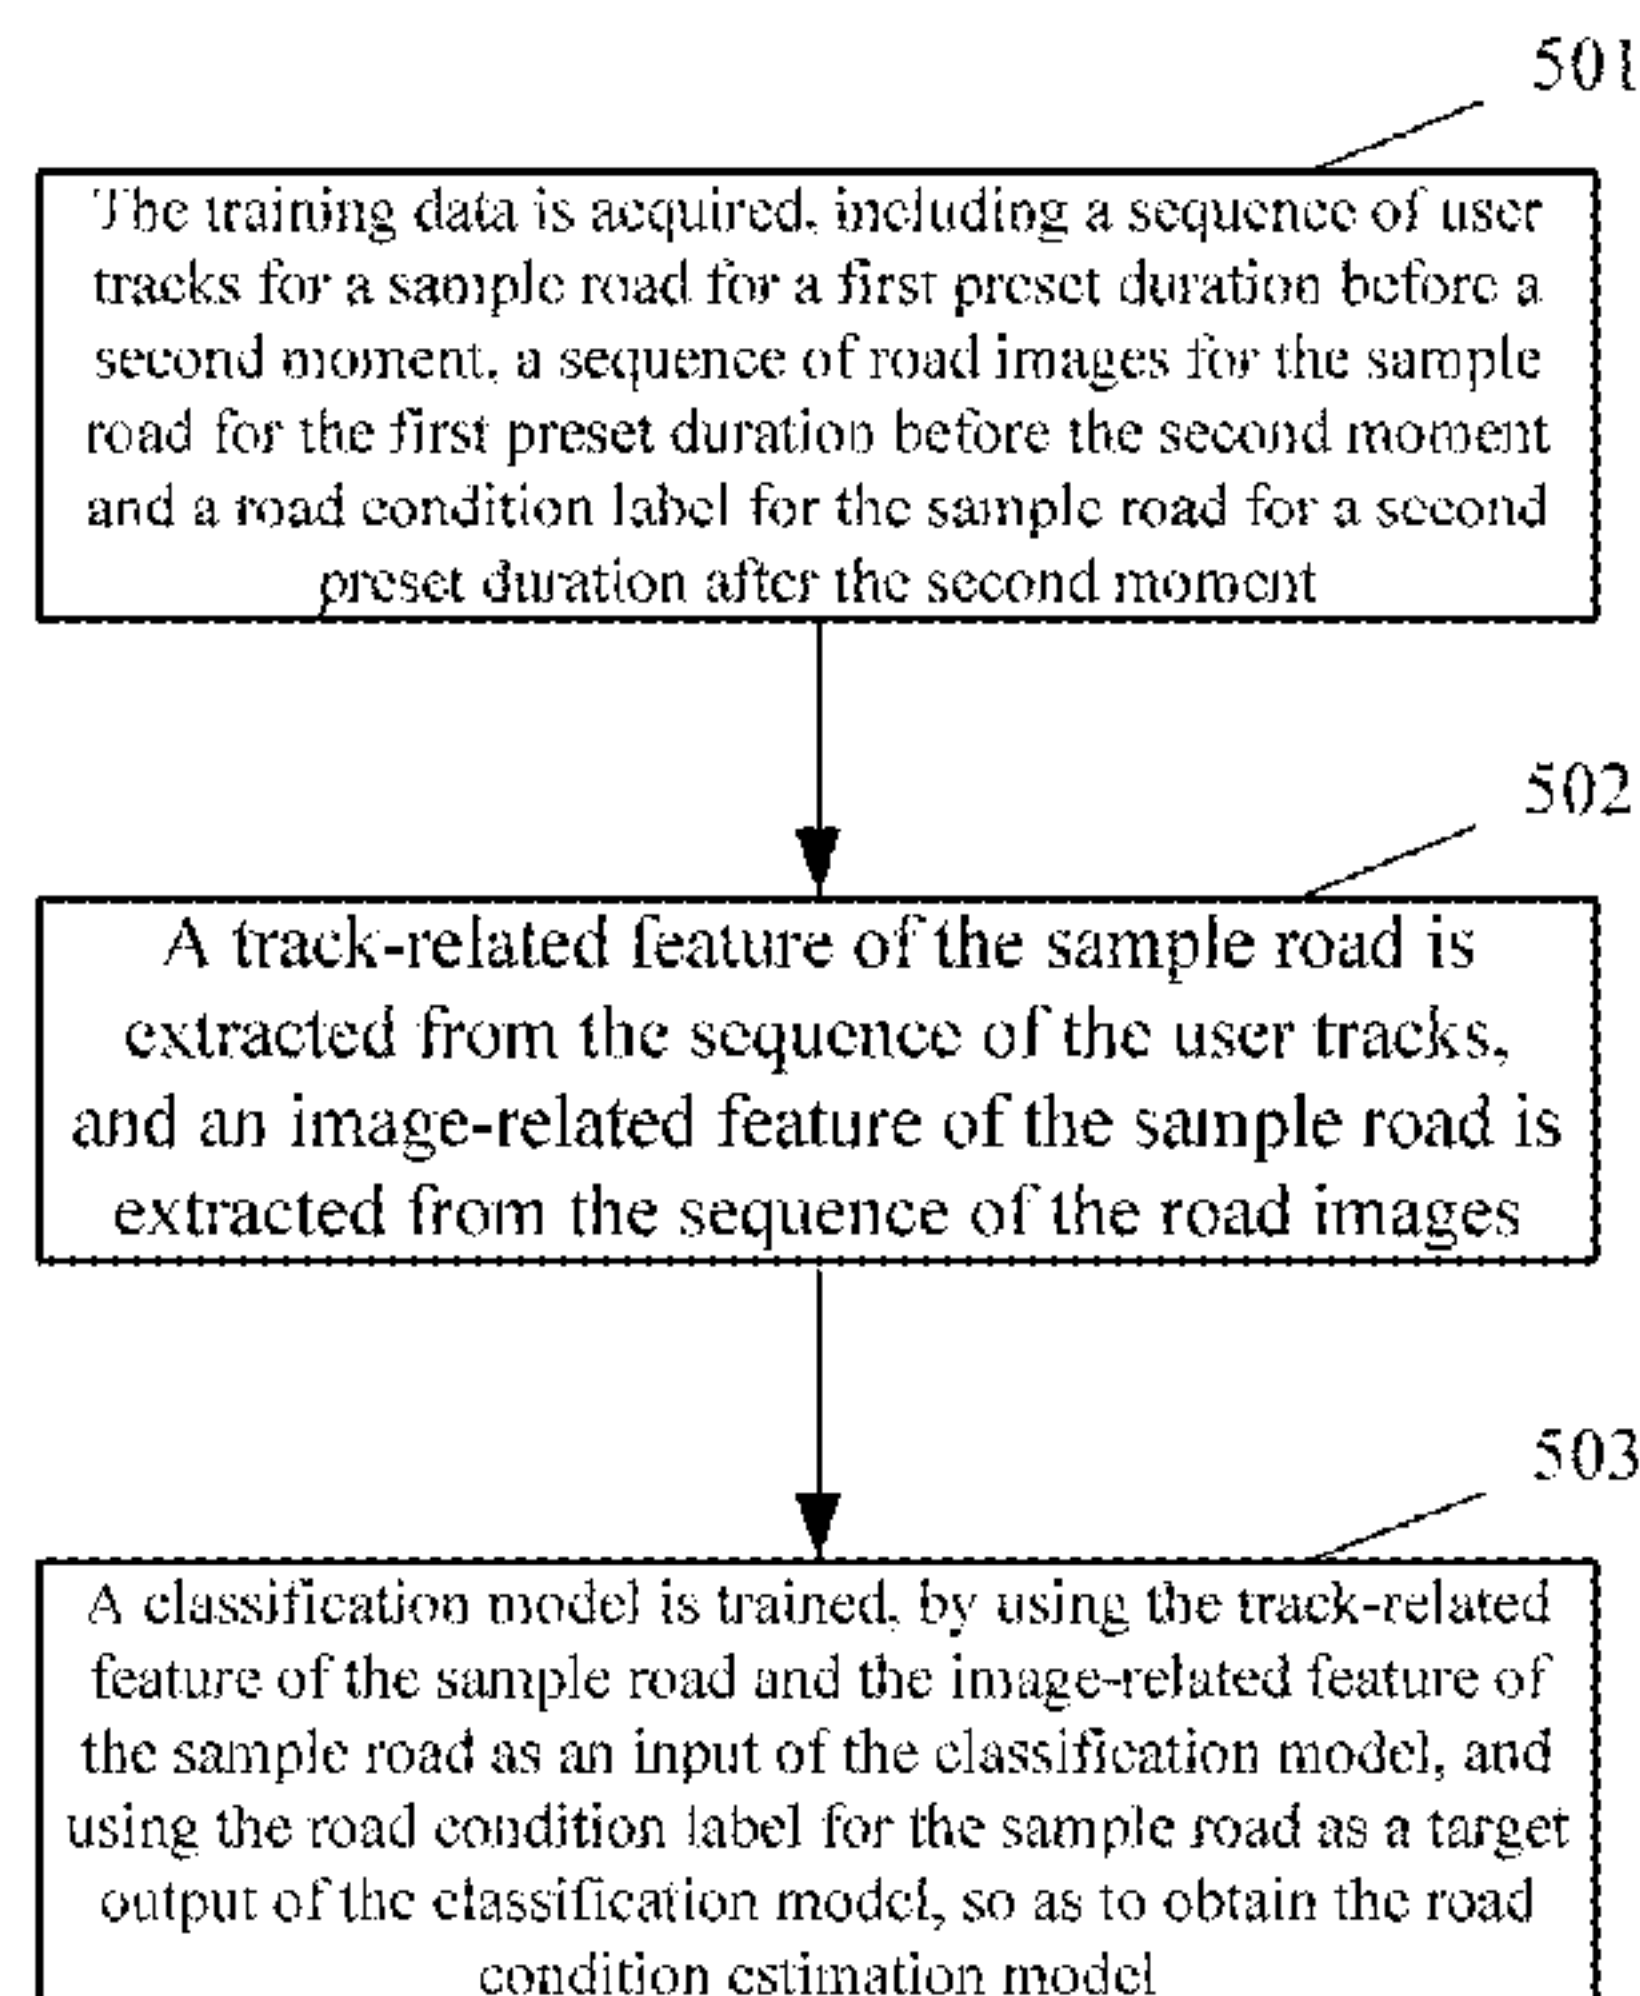 501
The training data is acquired, including a sequence of user
tracks for a sample road for a first preset duration before a
second moment, a sequence of road images for the sample
road for the first preset duration before the second moment
and a road condition label for the sample road for a second
preset duration after the second moment
502
A track-related feature of the sample road is
extracted from the sequence of the user tracks,
and an image-related feature of the sample road is
extracted from the sequence of the road images
503
A classification model is trained, by using the track-related
feature of the sample road and the image-related feature of
the sample road as an input of the classification model, and
using the road condition label for the sample road as a target
output of the classification model, so as to obtain the road
condition estimation model